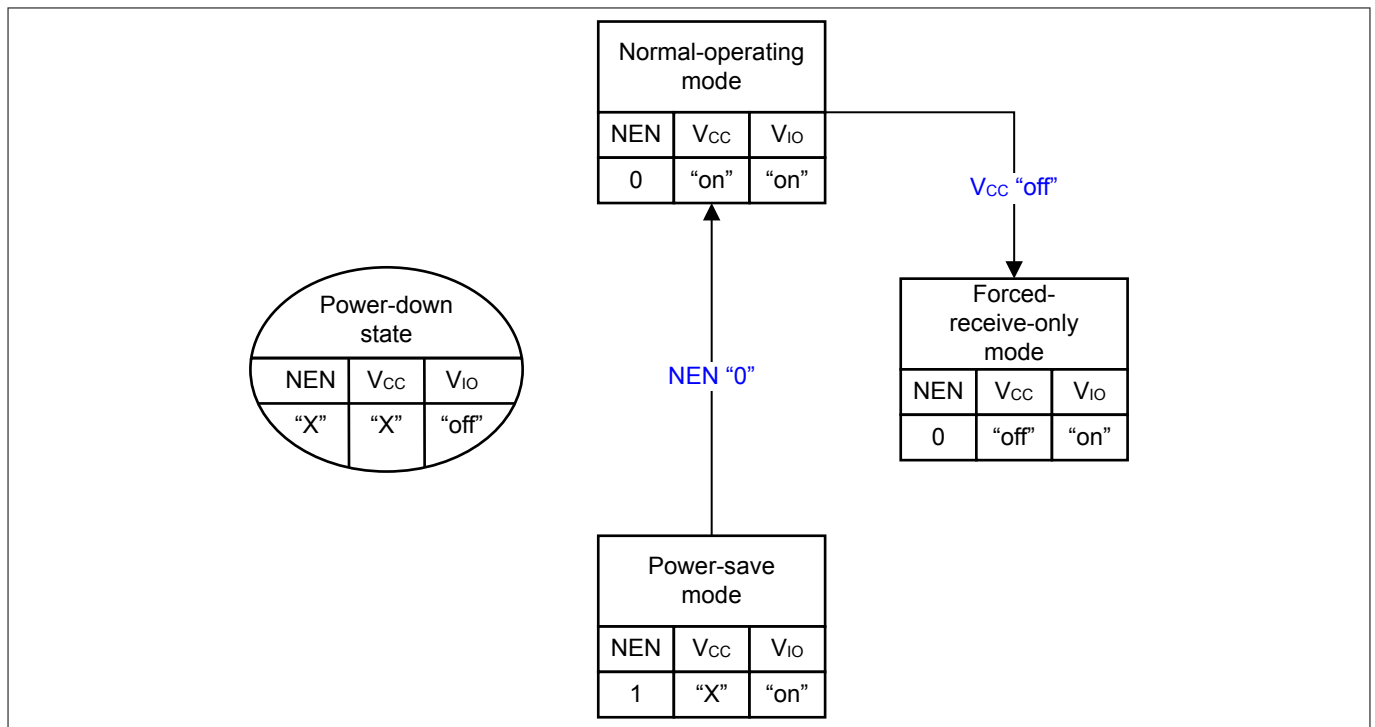 Normal-operating
mode
NEN VCC VIO
0 “on” “on”
VCC “off”
Power-down
state
NEN VCC VIO
“X” “X” “off”
Forced-
receive-only
mode
NEN VCC VIO
0 “off” “on”
NEN “0”
Power-save
mode
NEN VCC VIO
1 “X” “on”